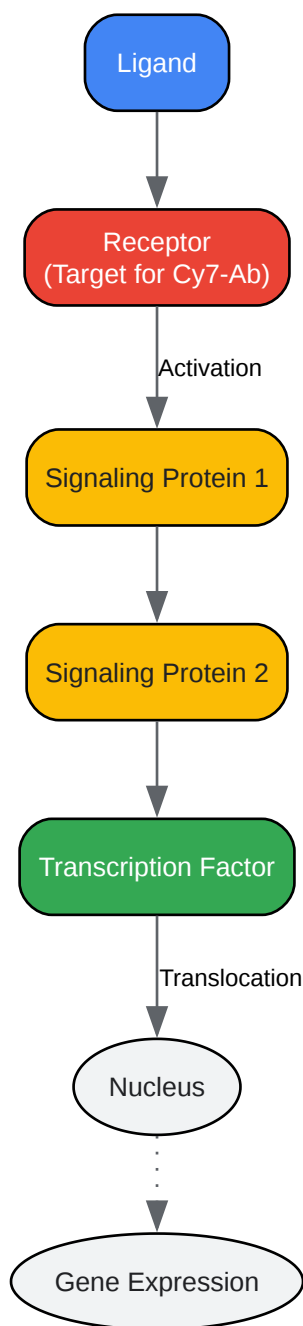 Ligand
Receptor
(Target for Cy7-Ab)
Activation
Signaling Protein 1
Signaling Protein 2
Transcription Factor
Translocation
Nucleus
Gene Expression